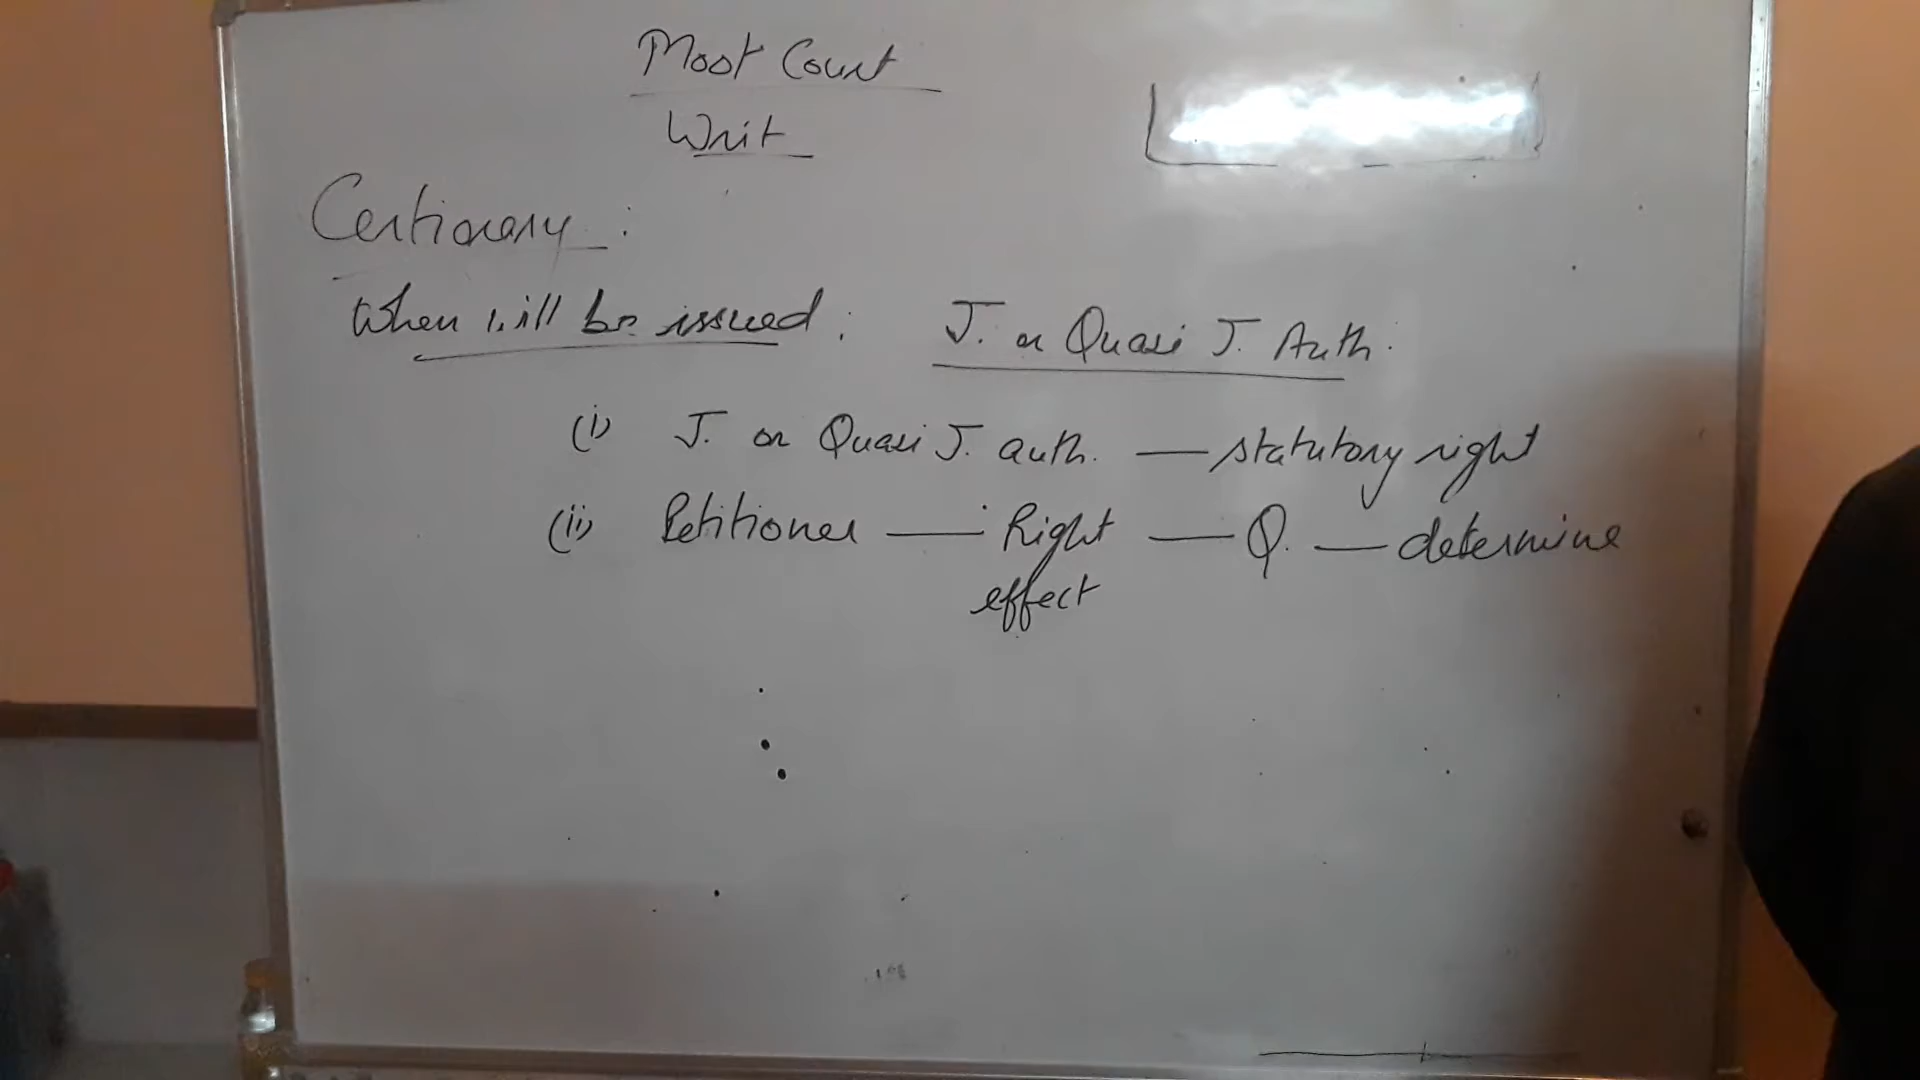 Moot Court
Writ
Certiorary :
When will be issued : J. or Quasi J. Auth.
(i) J. or Quasi J. auth. — statutory right
(ii) Petitioner — Right — Q. — determine
effect